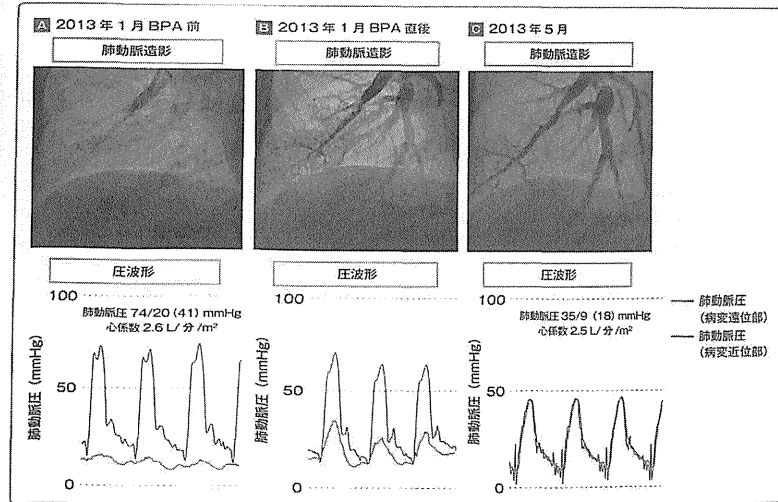 A 2013年1月BPA前
肺動脈造影
B 2013年1月BPA直後
肺動脈造影
C 2013年5月
肺動脈造影
圧波形
圧波形
圧波形
肺動脈圧 (mmHg)
100
50
0
肺動脈圧 74/20 (41) mmHg
心係数 2.6 L/分/m²
肺動脈圧 (mmHg)
100
50
0
肺動脈圧 (mmHg)
100
50
0
肺動脈圧 35/9 (18) mmHg
心係数 2.5 L/分/m²
肺動脈圧
(病変遠位部)
肺動脈圧
(病変近位部)